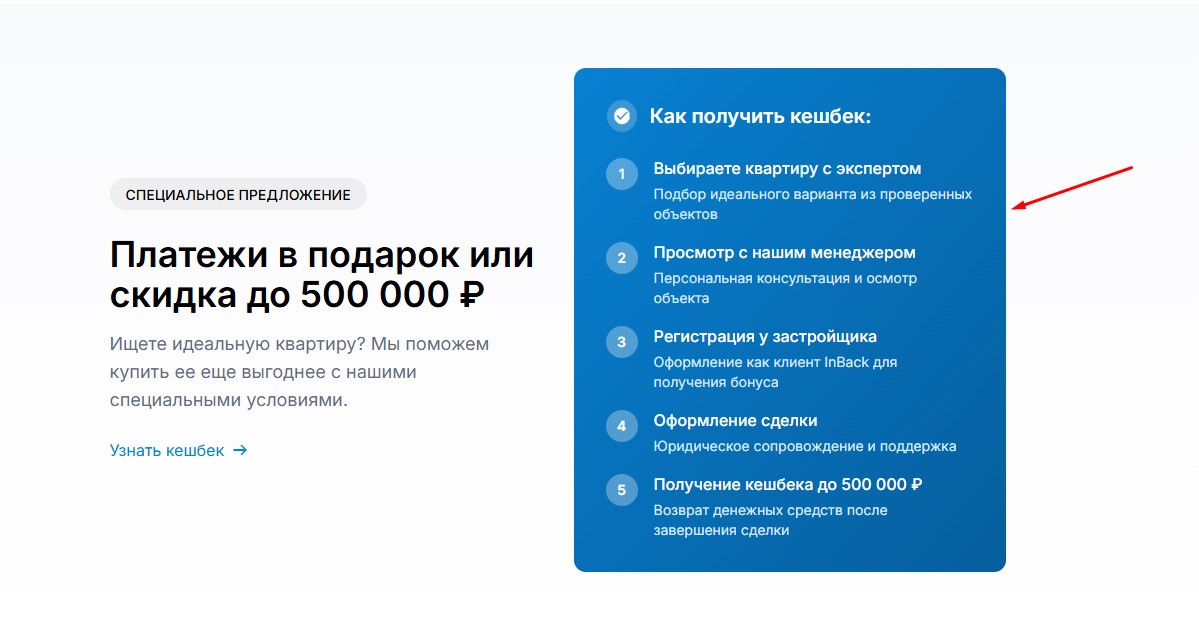 СПЕЦИАЛЬНОЕ ПРЕДЛОЖЕНИЕ
Платежи в подарок или
скидка до 500 000 ₽
Ищете идеальную квартиру? Мы поможем
купить ее еще выгоднее с нашими
специальными условиями.
Узнать кешбек →
Как получить кешбек:
1
Выбираете квартиру с экспертом
Подбор идеального варианта из проверенных
объектов
2
Просмотр с нашим менеджером
Персональная консультация и осмотр
объекта
3
Регистрация у застройщика
Оформление как клиент InBack для
получения бонуса
4
Оформление сделки
Юридическое сопровождение и поддержка
5
Получение кешбека до 500 000 ₽
Возврат денежных средств после
завершения сделки